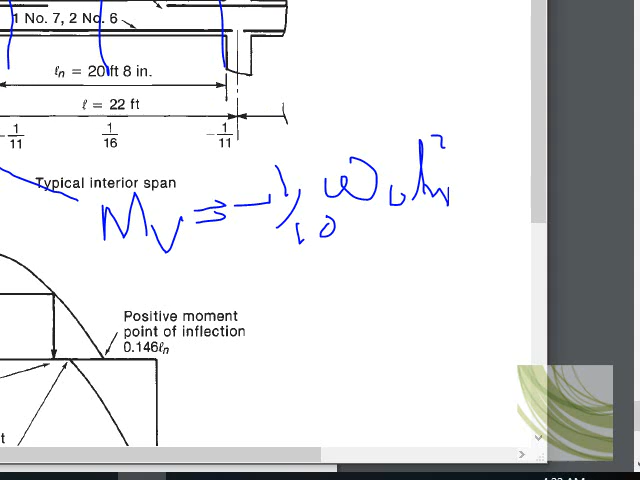 1 No. 7, 2 No. 6
ℓn = 20 ft 8 in.
ℓ = 22 ft
-1/11 1/16 -1/11
Typical interior span
Mu = -1/10 wu ln²
Positive moment
point of inflection
0.146ℓn
t